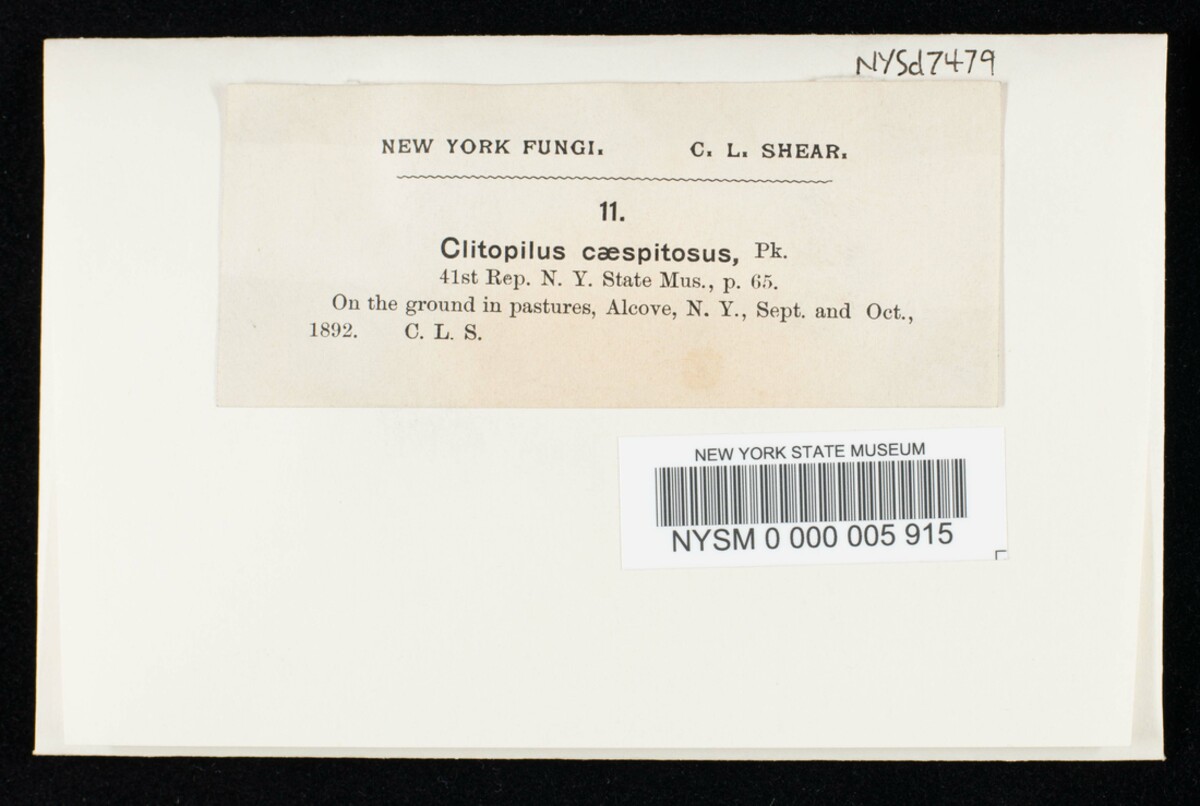 NYSd7479
NEW YORK FUNGI. C. L. SHEAR.
11.
Clitopilus cæspitosus, Pk.
41st Rep. N. Y. State Mus., p. 65.
On the ground in pastures, Alcove, N. Y., Sept. and Oct.,
1892. C. L. S.
NEW YORK STATE MUSEUM
NYSM 0 000 005 915